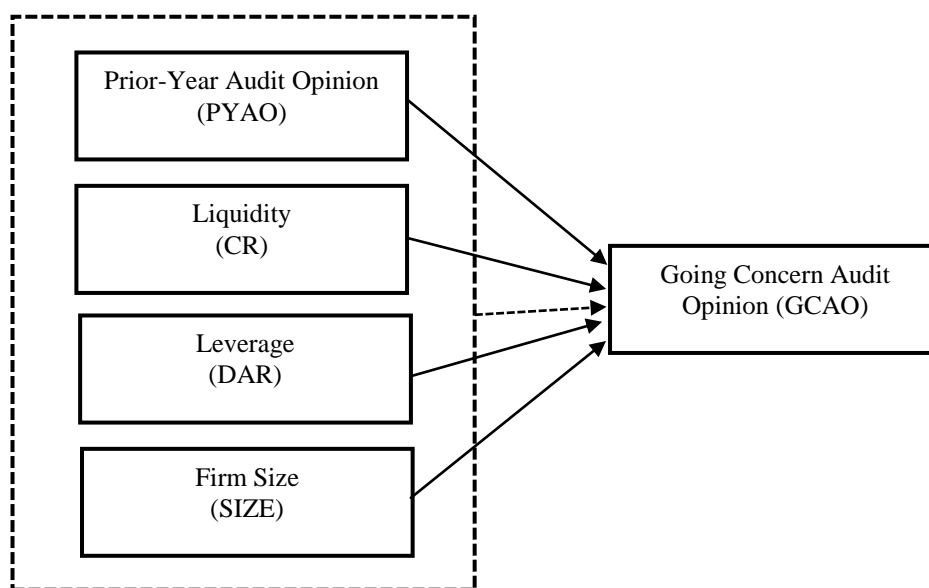 Prior-Year Audit Opinion
(PYAO)
Liquidity
(CR)
Leverage
(DAR)
Firm Size
(SIZE)
Going Concern Audit
Opinion (GCAO)